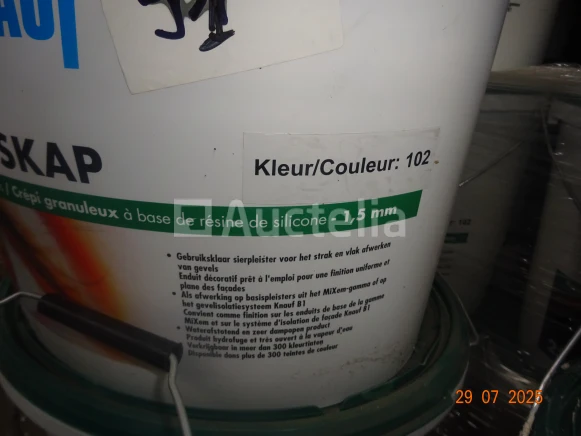 SKAP
Kleur/Couleur: 102
/ Crépi granuleux à base de résine de silicone - 1,5 mm
Auctelia
• Gebruiksklaar sierpleister voor het strak en vlak afwerken
van gevels
Enduit décoratif prêt à l'emploi pour une finition uniforme et
plane des façades
• Als afwerking op basispleisters uit het MiXom-gamma of op
het gevelisolatiesysteem Knauf B1
Convient comme finition sur les enduits de base de la gamme
MiXom et sur le système d'isolation de façade Knauf B1
• Waterafstotend en zeer dampopen product
Produit hydrofuge et très ouvert à la vapeur d'eau
• Verkrijgbaar in meer dan 300 kleurtinten
Disponible dans plus de 300 teintes de couleur
29 07 2025